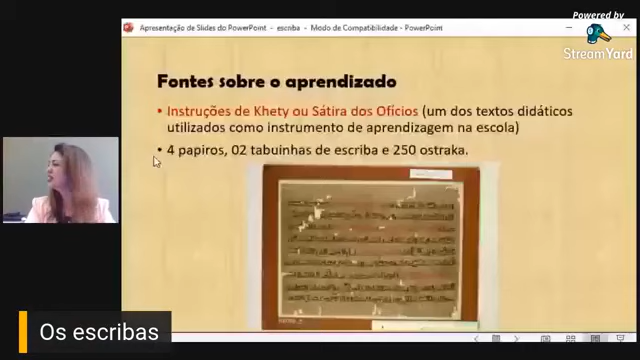 Powered by
StreamYard
Apresentação de Slides do PowerPoint - escriba - Modo de Compatibilidade - PowerPoint
Fontes sobre o aprendizado
• Instruções de Khety ou Sátira dos Ofícios (um dos textos didáticos
utilizados como instrumento de aprendizagem na escola)
• 4 papiros, 02 tabuinhas de escriba e 250 ostraka.
Os escribas